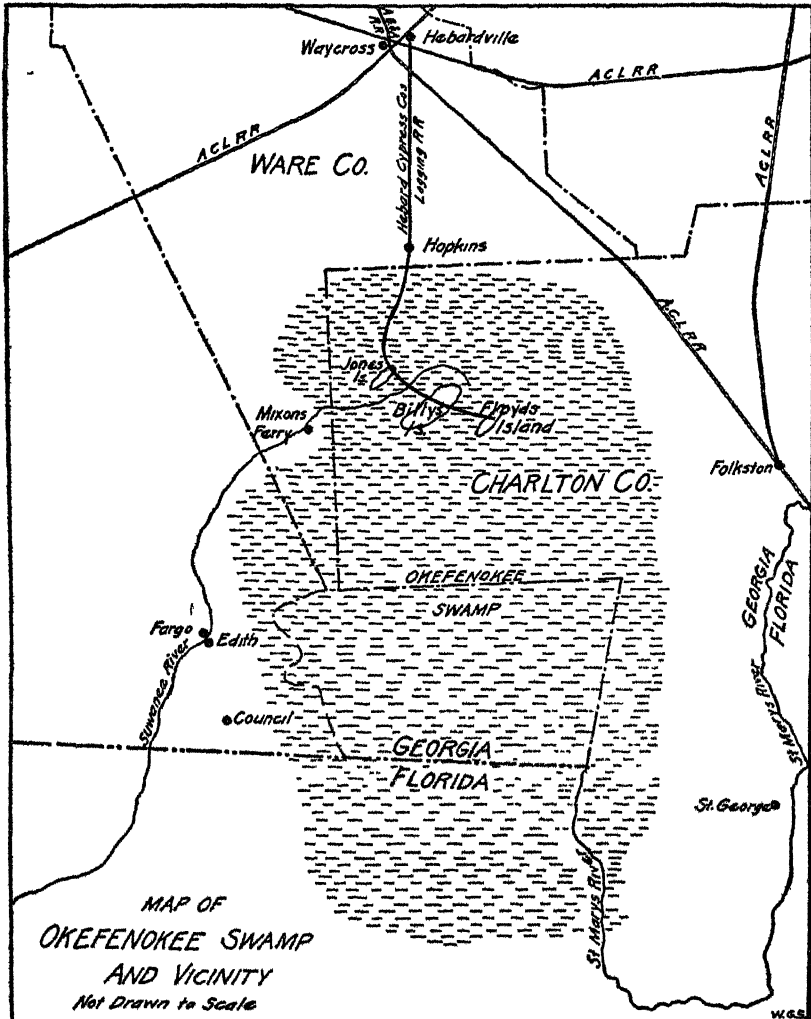 A.B.&A.
R.R.
Hebardville
Waycross
A.C.L.R.R.
A.C.L.R.R.
A.C.L.R.R.
WARE CO.
Hebard Cypress Cos
Logging R.R.
Hopkins
A.C.L.R.R.
Jones
Is.
Mixons
Ferry
Billys
Is.
Floyds
Island
Folkston
CHARLTON CO.
OKEFENOKEE
SWAMP
GEORGIA
FLORIDA
Fargo
Edith
Suwanee River
Council
St Marys River
GEORGIA
FLORIDA
St. George
St Marys River
MAP OF
OKEFENOKEE SWAMP
AND VICINITY
Not Drawn to Scale
W.G.S.